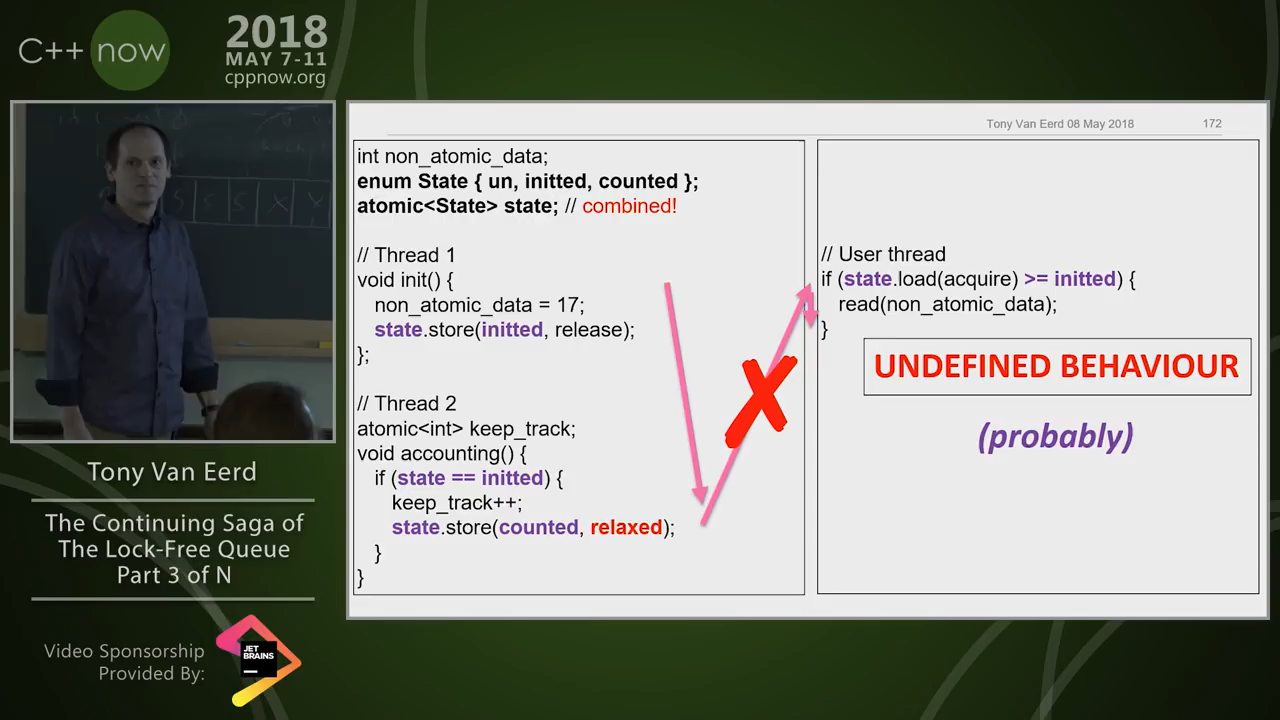 C++ now
2018
MAY 7-11
cppnow.org
Tony Van Eerd 08 May 2018 172
int non_atomic_data;
enum State { un, initted, counted };
atomic<State> state; // combined!
// Thread 1
void init() {
non_atomic_data = 17;
state.store(initted, release);
};
// Thread 2
atomic<int> keep_track;
void accounting() {
if (state == initted) {
keep_track++;
state.store(counted, relaxed);
}
}
// User thread
if (state.load(acquire) >= initted) {
read(non_atomic_data);
}
UNDEFINED BEHAVIOUR
(probably)
Tony Van Eerd
The Continuing Saga of
The Lock-Free Queue
Part 3 of N
Video Sponsorship
Provided By:
JET
BRAINS